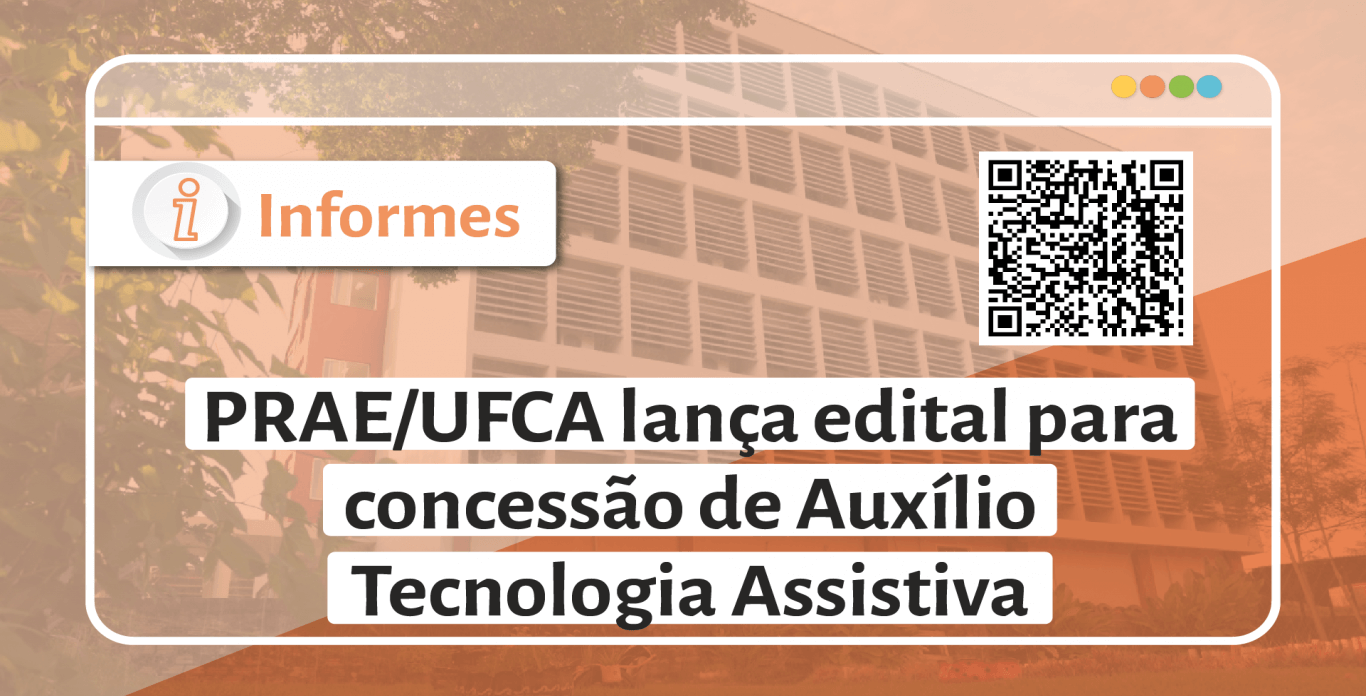 Informes
PRAE/UFCA lança edital para
concessão de Auxílio
Tecnologia Assistiva